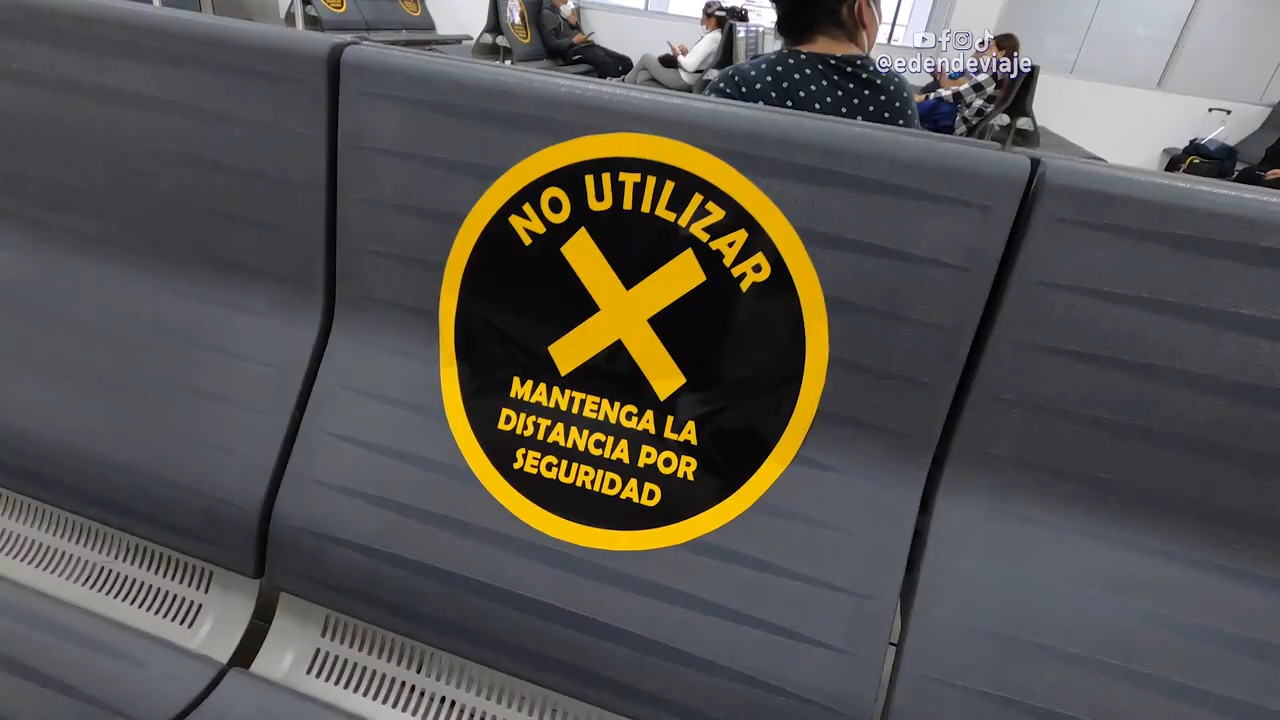 @edendeviaje
NO UTILIZAR
MANTENGA LA
DISTANCIA POR
SEGURIDAD